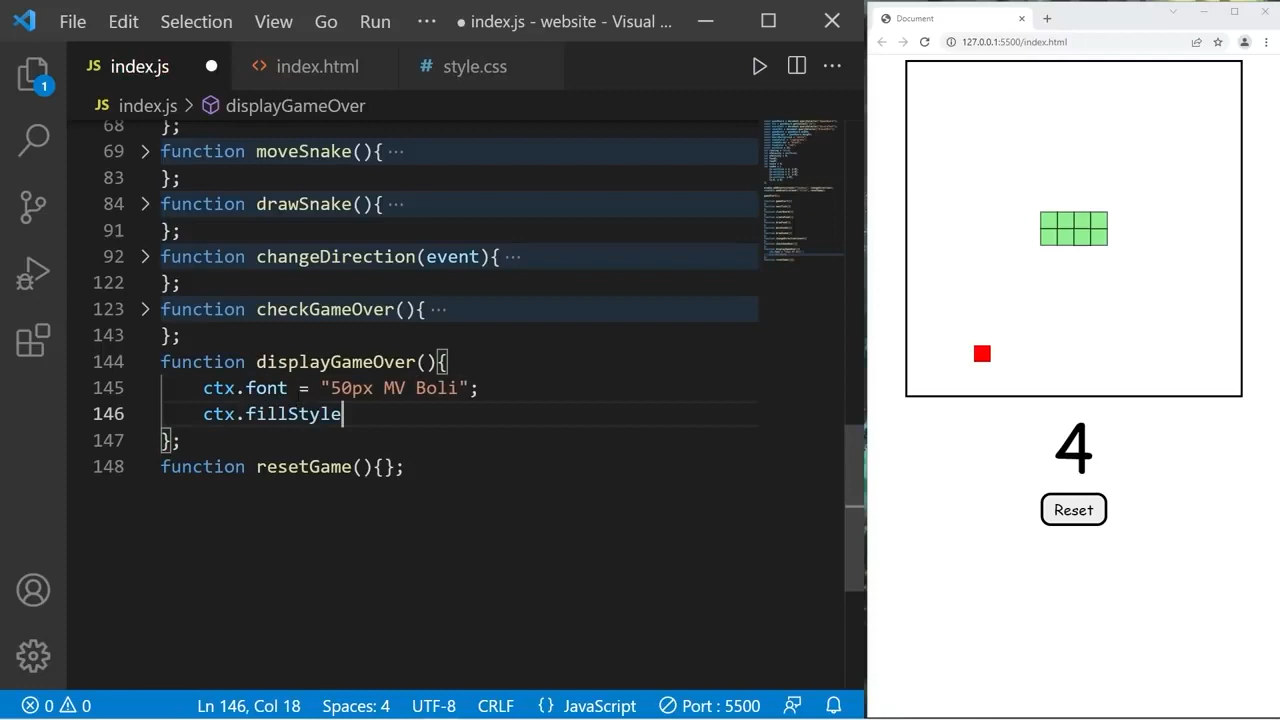 File Edit Selection View Go Run ··· ● index.js - website - Visual ...
JS index.js ● <> index.html # style.css
JS index.js > displayGameOver
68 };
69 function moveSnake(){···
83 };
84 function drawSnake(){···
91 };
92 function changeDirection(event){···
122 };
123 function checkGameOver(){···
143 };
144 function displayGameOver(){
145 ctx.font = "50px MV Boli";
146 ctx.fillStyle
147 };
148 function resetGame(){};
1
0 0 Ln 146, Col 18 Spaces: 4 UTF-8 CRLF {} JavaScript Port : 5500
Document
127.0.0.1:5500/index.html
4
Reset